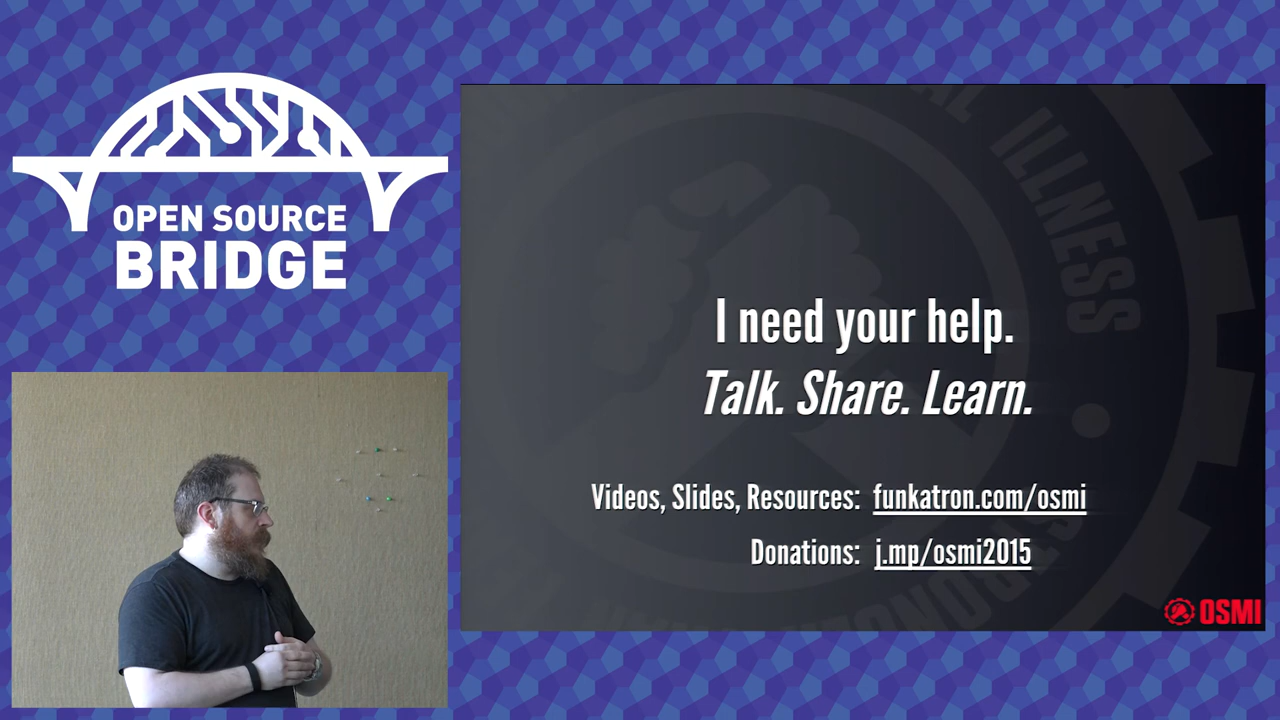 OPEN SOURCE
BRIDGE
ILLNESS
I need your help.
Talk. Share. Learn.
Videos, Slides, Resources: funkatron.com/osmi
Donations: j.mp/osmi2015
OSMI